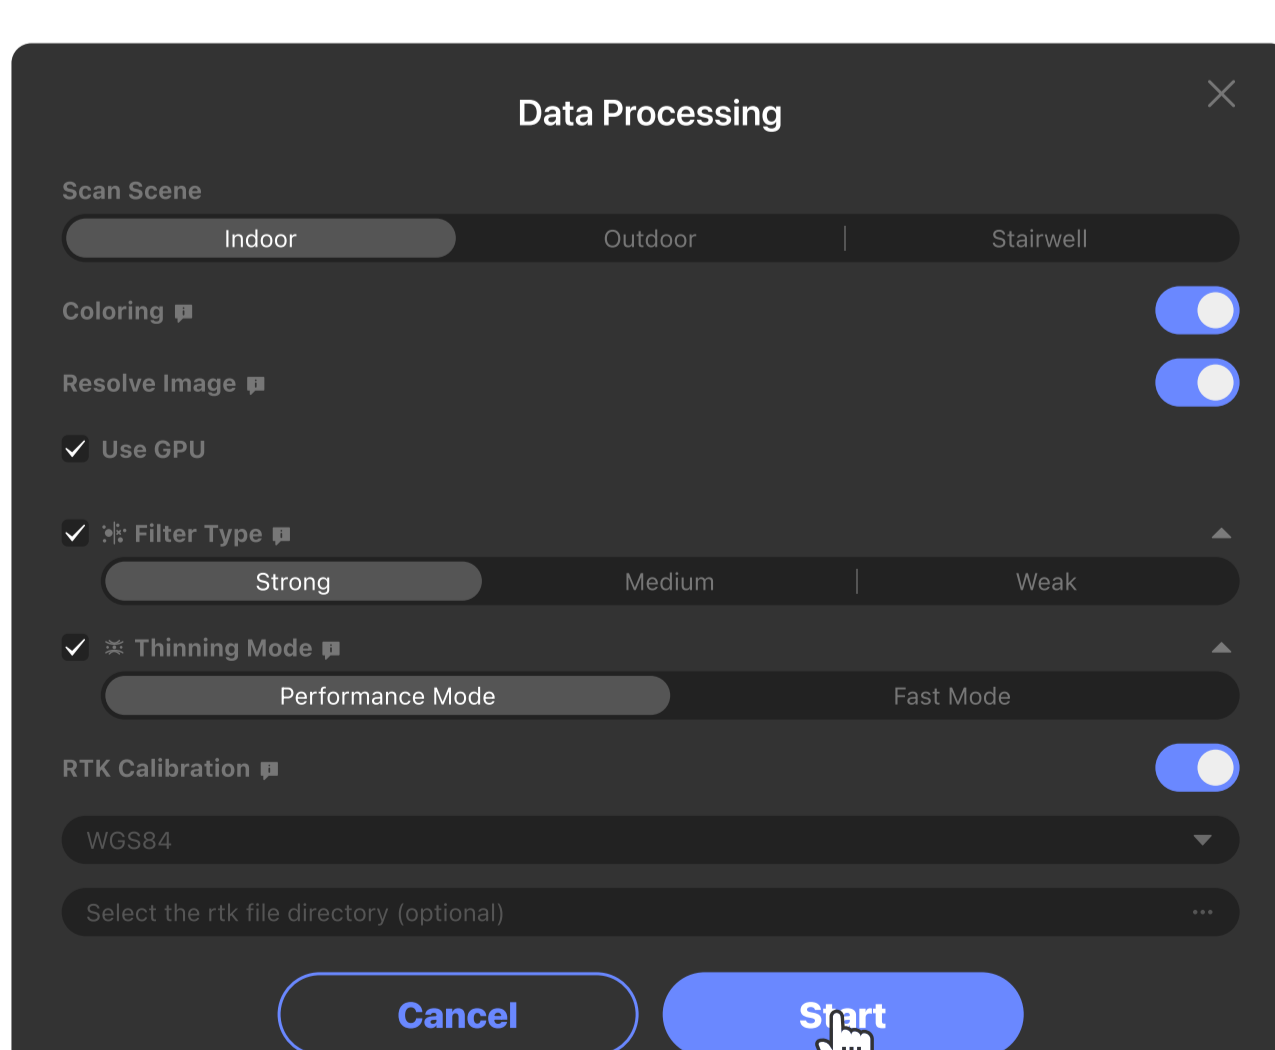 Data Processing
Scan Scene
Indoor Outdoor Stairwell
Coloring
Resolve Image
Use GPU
Filter Type
Strong Medium Weak
Thinning Mode
Performance Mode Fast Mode
RTK Calibration
WGS84
Select the rtk file directory (optional) ...
Cancel Start